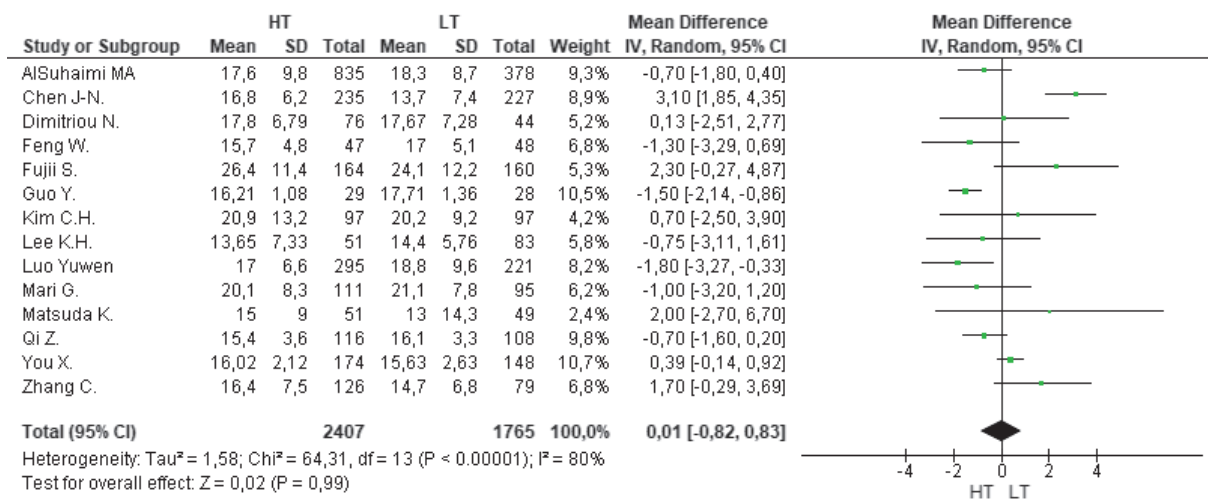 HT LT Mean Difference Mean Difference
Study or Subgroup Mean SD Total Mean SD Total Weight IV, Random, 95% CI IV, Random, 95% CI
AlSuhaimi MA 17,6 9,8 835 18,3 8,7 378 9,3% -0,70 [-1,80, 0,40]
Chen J-N. 16,8 6,2 235 13,7 7,4 227 8,9% 3,10 [1,85, 4,35]
Dimitriou N. 17,8 6,79 76 17,67 7,28 44 5,2% 0,13 [-2,51, 2,77]
Feng W. 15,7 4,8 47 17 5,1 48 6,8% -1,30 [-3,29, 0,69]
Fujii S. 26,4 11,4 164 24,1 12,2 160 5,3% 2,30 [-0,27, 4,87]
Guo Y. 16,21 1,08 29 17,71 1,36 28 10,5% -1,50 [-2,14, -0,86]
Kim C.H. 20,9 13,2 97 20,2 9,2 97 4,2% 0,70 [-2,50, 3,90]
Lee K.H. 13,65 7,33 51 14,4 5,76 83 5,8% -0,75 [-3,11, 1,61]
Luo Yuwen 17 6,6 295 18,8 9,6 221 8,2% -1,80 [-3,27, -0,33]
Mari G. 20,1 8,3 111 21,1 7,8 95 6,2% -1,00 [-3,20, 1,20]
Matsuda K. 15 9 51 13 14,3 49 2,4% 2,00 [-2,70, 6,70]
Qi Z. 15,4 3,6 116 16,1 3,3 108 9,8% -0,70 [-1,60, 0,20]
You X. 16,02 2,12 174 15,63 2,63 148 10,7% 0,39 [-0,14, 0,92]
Zhang C. 16,4 7,5 126 14,7 6,8 79 6,8% 1,70 [-0,29, 3,69]
Total (95% CI) 2407 1765 100,0% 0,01 [-0,82, 0,83]
Heterogeneity: Tau² = 1,58; Chi² = 64,31, df = 13 (P < 0.00001); I² = 80%
Test for overall effect: Z = 0,02 (P = 0,99)
-4 -2 0 2 4
HT LT